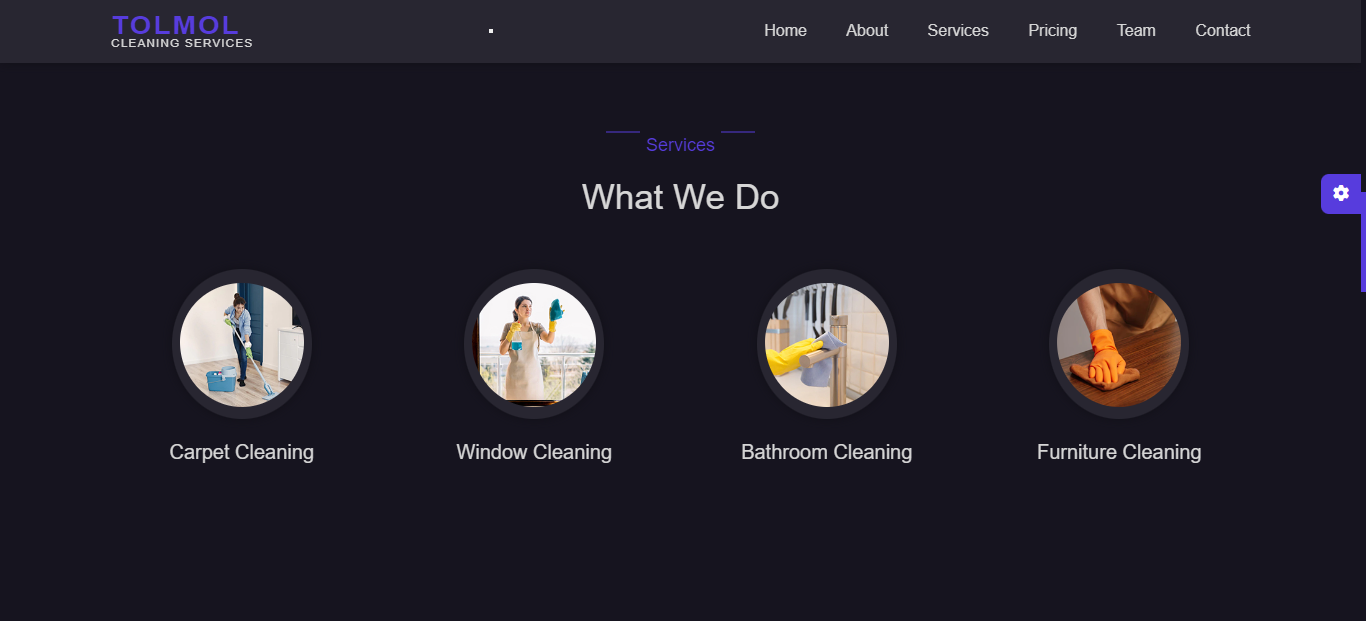 TOLMOL
CLEANING SERVICES
Home About Services Pricing Team Contact
Services
What We Do
Carpet Cleaning Window Cleaning Bathroom Cleaning Furniture Cleaning